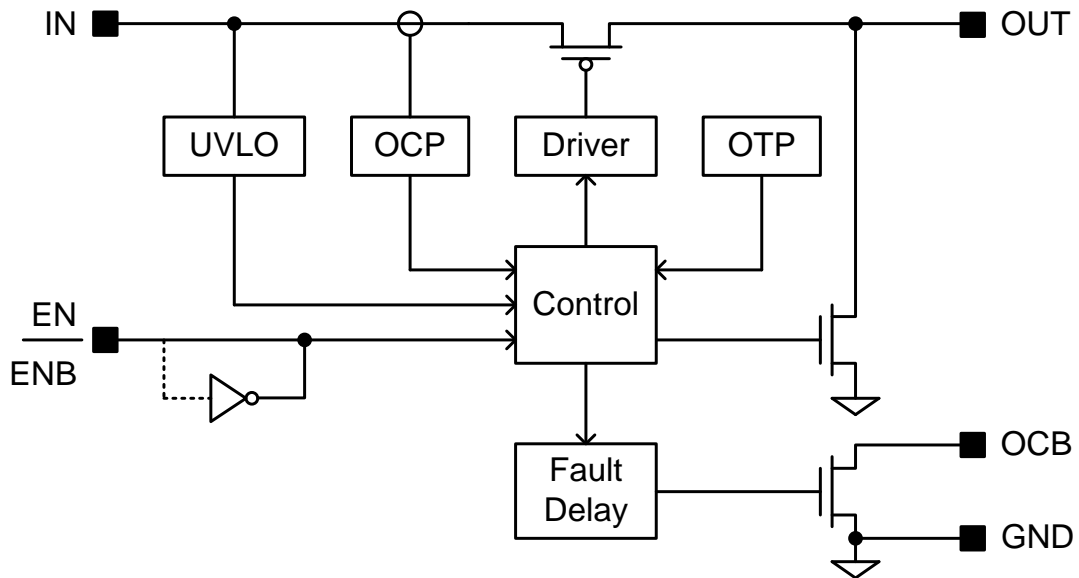 IN
OUT
UVLO
OCP
Driver
OTP
Control
EN
ENB
Fault
Delay
OCB
GND